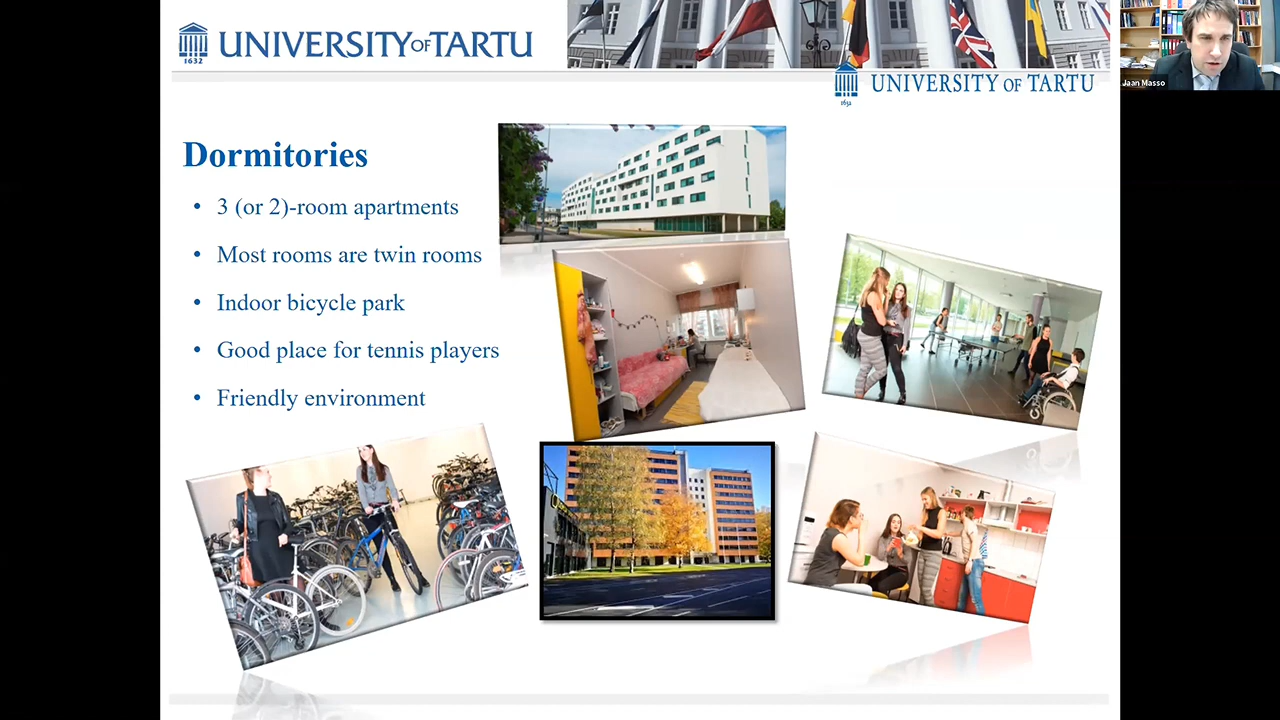 UNIVERSITY OF TARTU
1632
UNIVERSITY OF TARTU
1632
Jaan Masso
Dormitories
• 3 (or 2)-room apartments
• Most rooms are twin rooms
• Indoor bicycle park
• Good place for tennis players
• Friendly environment